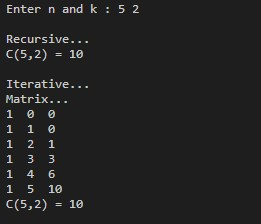 Enter n and k : 5 2
Recursive...
C(5,2) = 10
Iterative...
Matrix...
1 0 0
1 1 0
1 2 1
1 3 3
1 4 6
1 5 10
C(5,2) = 10